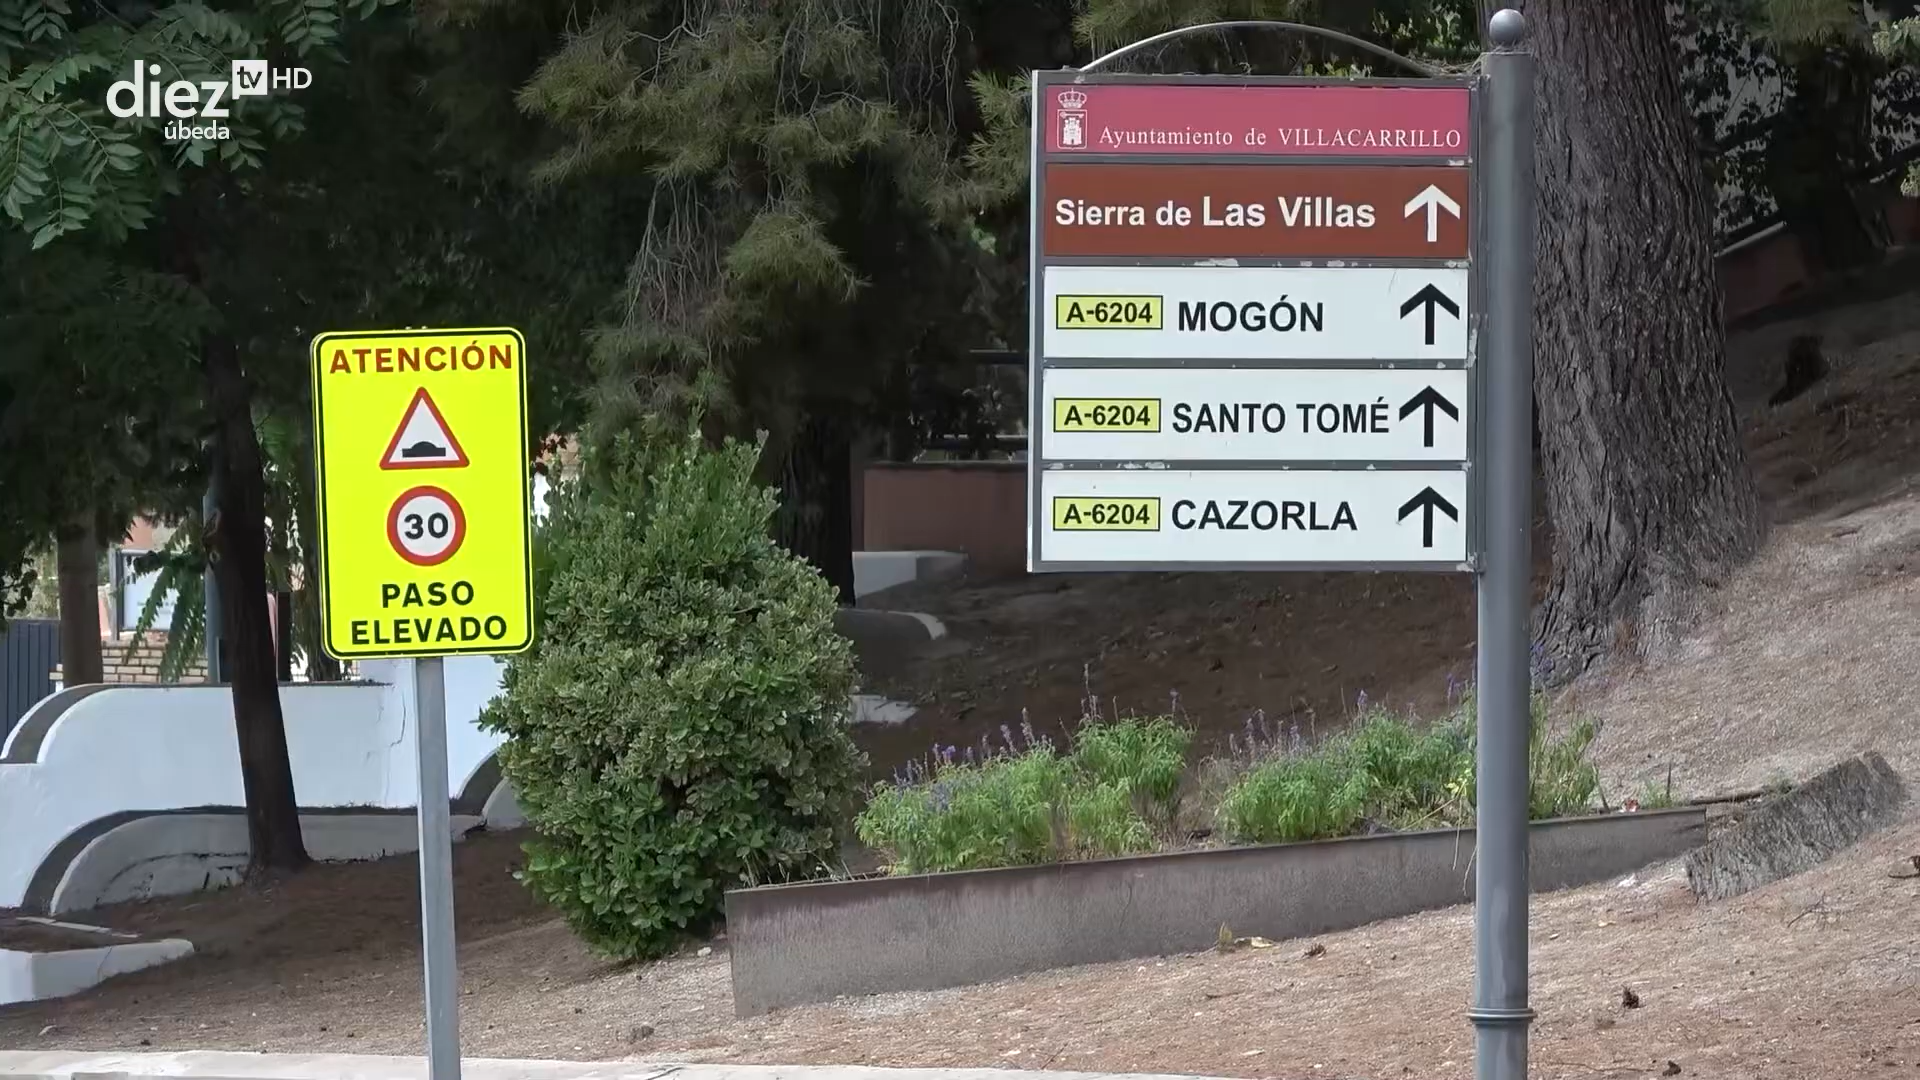 diez tv HD
úbeda
Ayuntamiento de VILLACARRILLO
Sierra de Las Villas
A-6204 MOGÓN
A-6204 SANTO TOMÉ
A-6204 CAZORLA
ATENCIÓN
30
PASO
ELEVADO